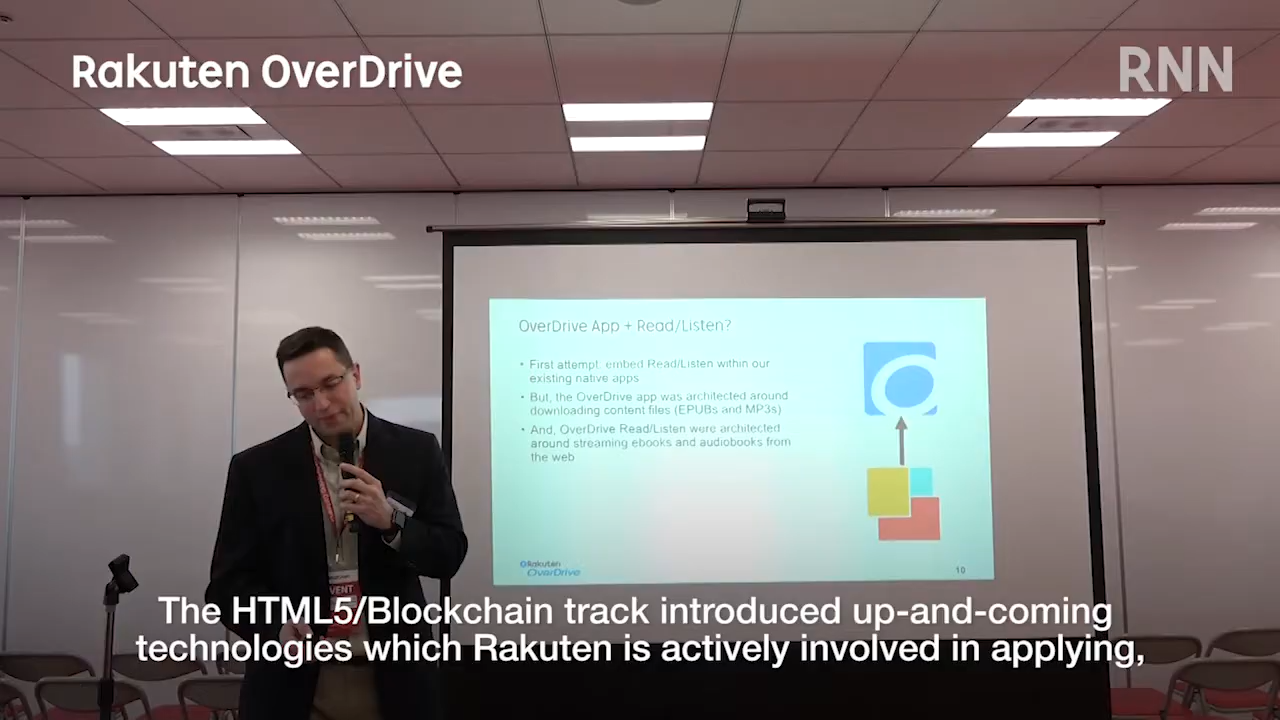 Rakuten OverDrive
RNN
OverDrive App + Read/Listen?
• First attempt: embed Read/Listen within our
existing native apps
• But, the OverDrive app was architected around
downloading content files (EPUBs and MP3s)
• And, OverDrive Read/Listen were architected
around streaming ebooks and audiobooks from
the web
Rakuten
OverDrive
10
The HTML5/Blockchain track introduced up-and-coming
technologies which Rakuten is actively involved in applying,